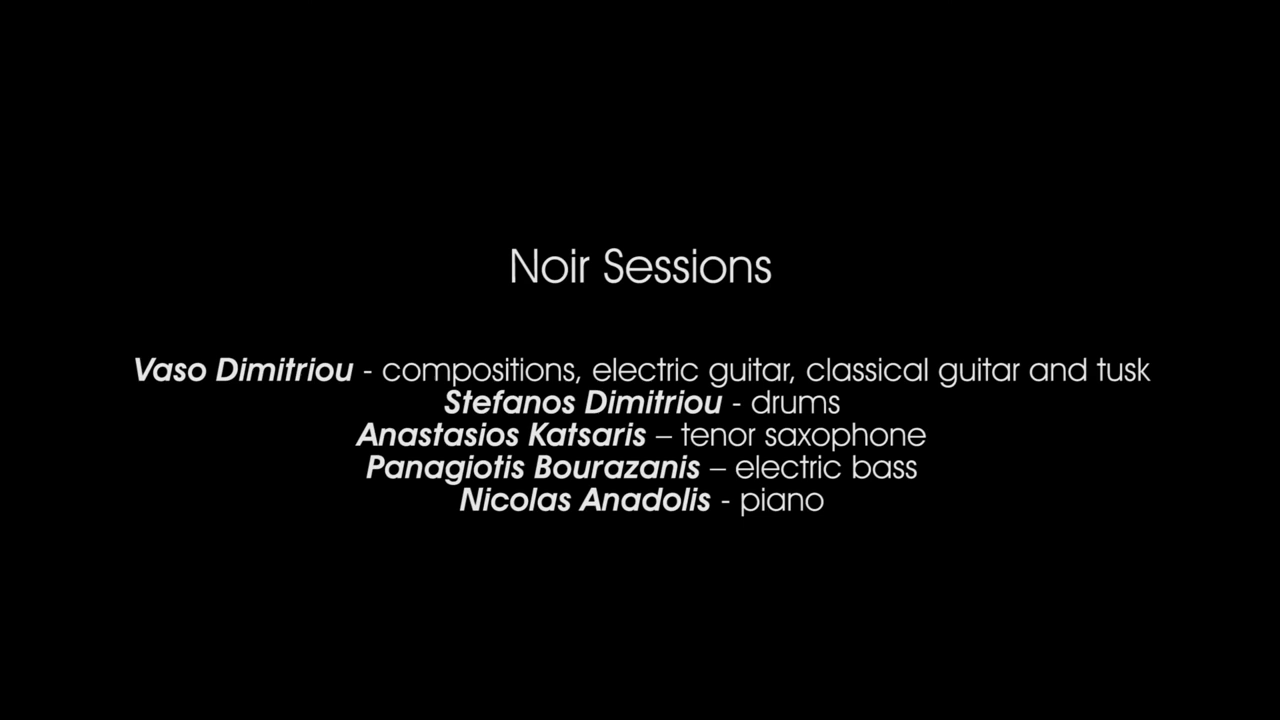 Noir Sessions
Vaso Dimitriou - compositions, electric guitar, classical guitar and tusk
Stefanos Dimitriou - drums
Anastasios Katsaris – tenor saxophone
Panagiotis Bourazanis – electric bass
Nicolas Anadolis - piano